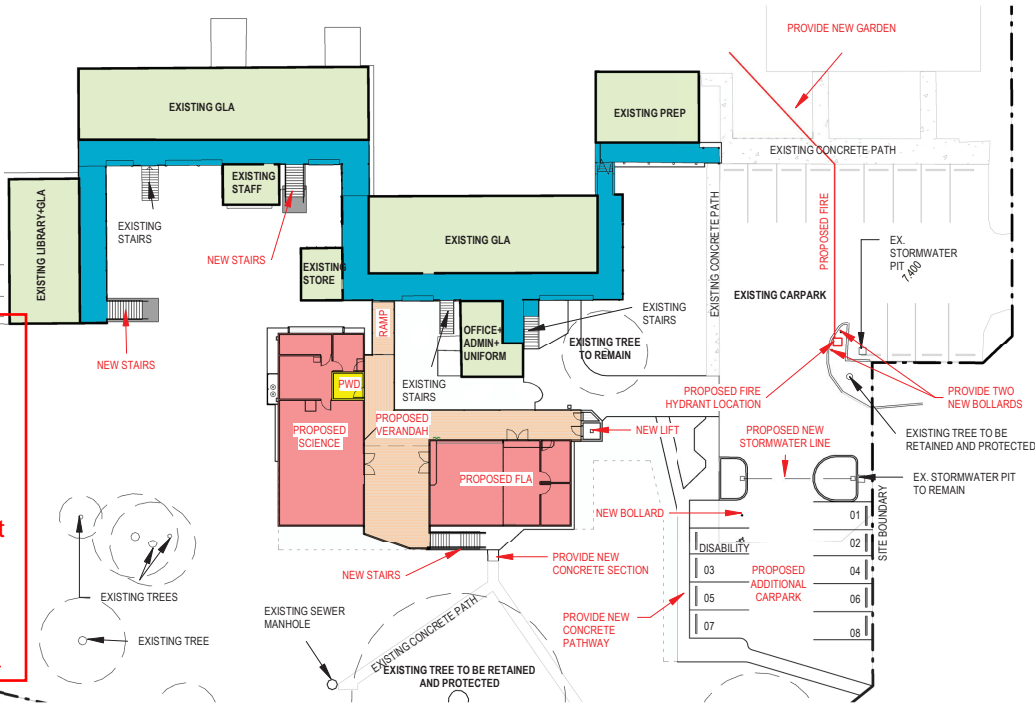 PROVIDE NEW GARDEN
EXISTING GLA
EXISTING PREP
EXISTING CONCRETE PATH
EXISTING
STAFF
EXISTING LIBRARY+GLA
EXISTING
STAIRS
NEW STAIRS
EXISTING GLA
EXISTING
STORE
EXISTING CONCRETE PATH
PROPOSED FIRE
EX.
STORMWATER
PIT
7.400
EXISTING CARPARK
NEW STAIRS
RAMP
EXISTING
STAIRS
OFFICE+
ADMIN+
UNIFORM
EXISTING
STAIRS
EXISTING TREE
TO REMAIN
PWD
PROPOSED FIRE
HYDRANT LOCATION
PROVIDE TWO
NEW BOLLARDS
PROPOSED
SCIENCE
PROPOSED
VERANDAH
NEW LIFT
PROPOSED NEW
STORMWATER LINE
EXISTING TREE TO BE
RETAINED AND PROTECTED
PROPOSED FLA
EX. STORMWATER PIT
TO REMAIN
NEW BOLLARD
SITE BOUNDARY
01
t
DISABILITY
02
NEW STAIRS
PROVIDE NEW
CONCRETE SECTION
03
PROPOSED
ADDITIONAL
CARPARK
04
EXISTING TREES
05
06
EXISTING TREE
EXISTING SEWER
MANHOLE
EXISTING CONCRETE PATH
PROVIDE NEW
CONCRETE
PATHWAY
07
08
EXISTING TREE TO BE RETAINED
AND PROTECTED